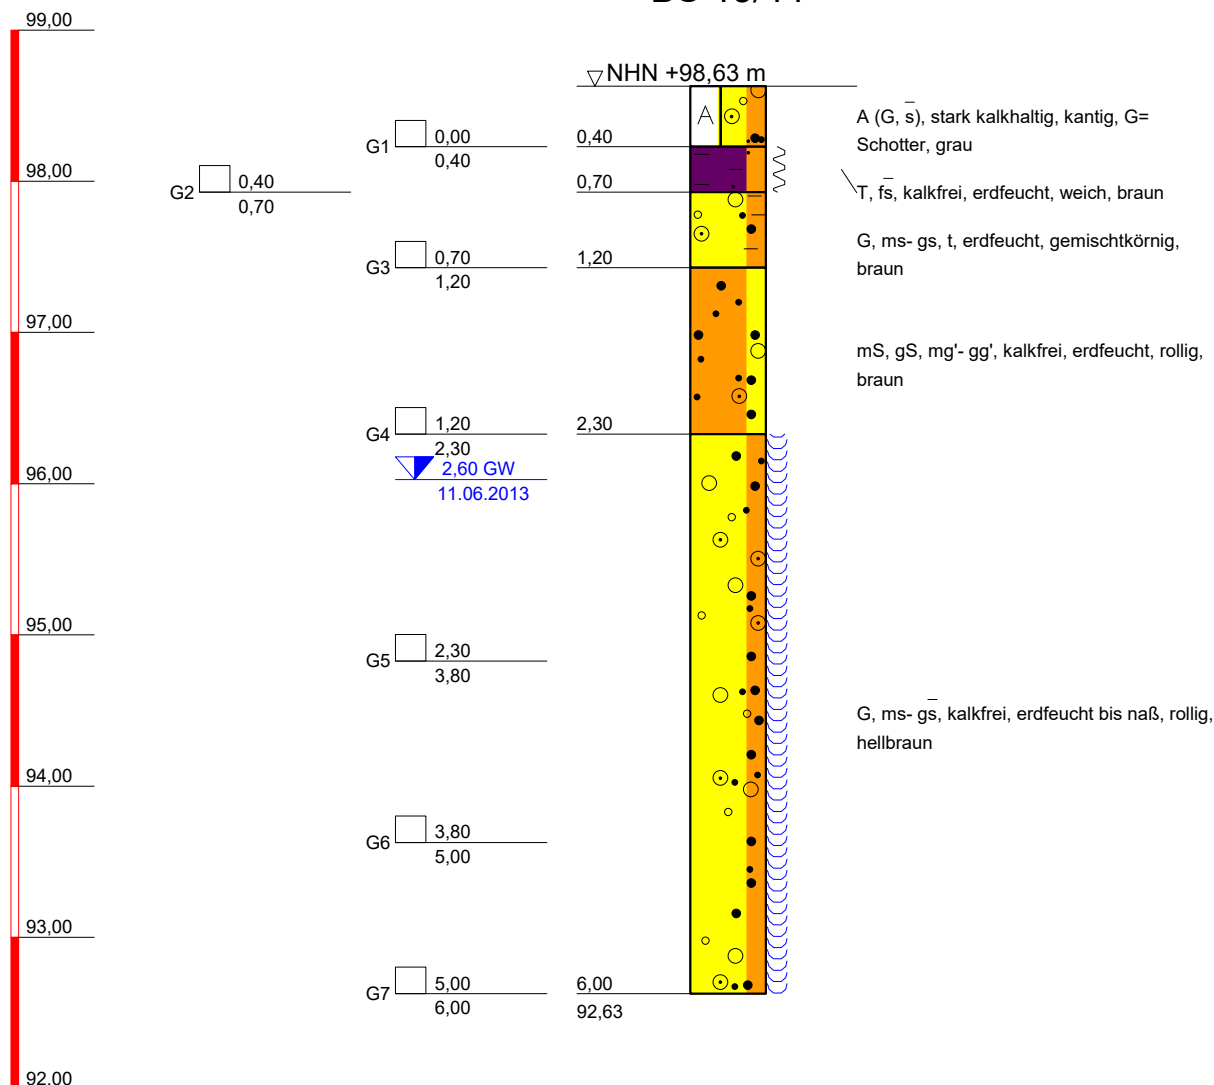 99,00
NHN +98,63 m
A
A (G, s̅), stark kalkhaltig, kantig, G=
Schotter, grau
G1 0,00
0,40
0,40
98,00
G2 0,40
0,70
0,70
T, fs̅, kalkfrei, erdfeucht, weich, braun
G, ms- gs, t, erdfeucht, gemischtkörnig,
braun
G3 0,70
1,20
1,20
97,00
mS, gS, mg'- gg', kalkfrei, erdfeucht, rollig,
braun
G4 1,20
2,30
2,30
2,60 GW
11.06.2013
96,00
95,00
G5 2,30
3,80
G, ms- gs̅, kalkfrei, erdfeucht bis naß, rollig,
hellbraun
94,00
G6 3,80
5,00
93,00
G7 5,00
6,00
6,00
92,63
92,00